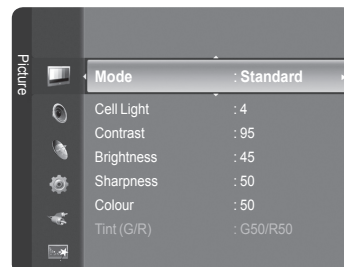 Picture
Mode : Standard
Cell Light : 4
Contrast : 95
Brightness : 45
Sharpness : 50
Colour : 50
Tint (G/R) : G50/R50